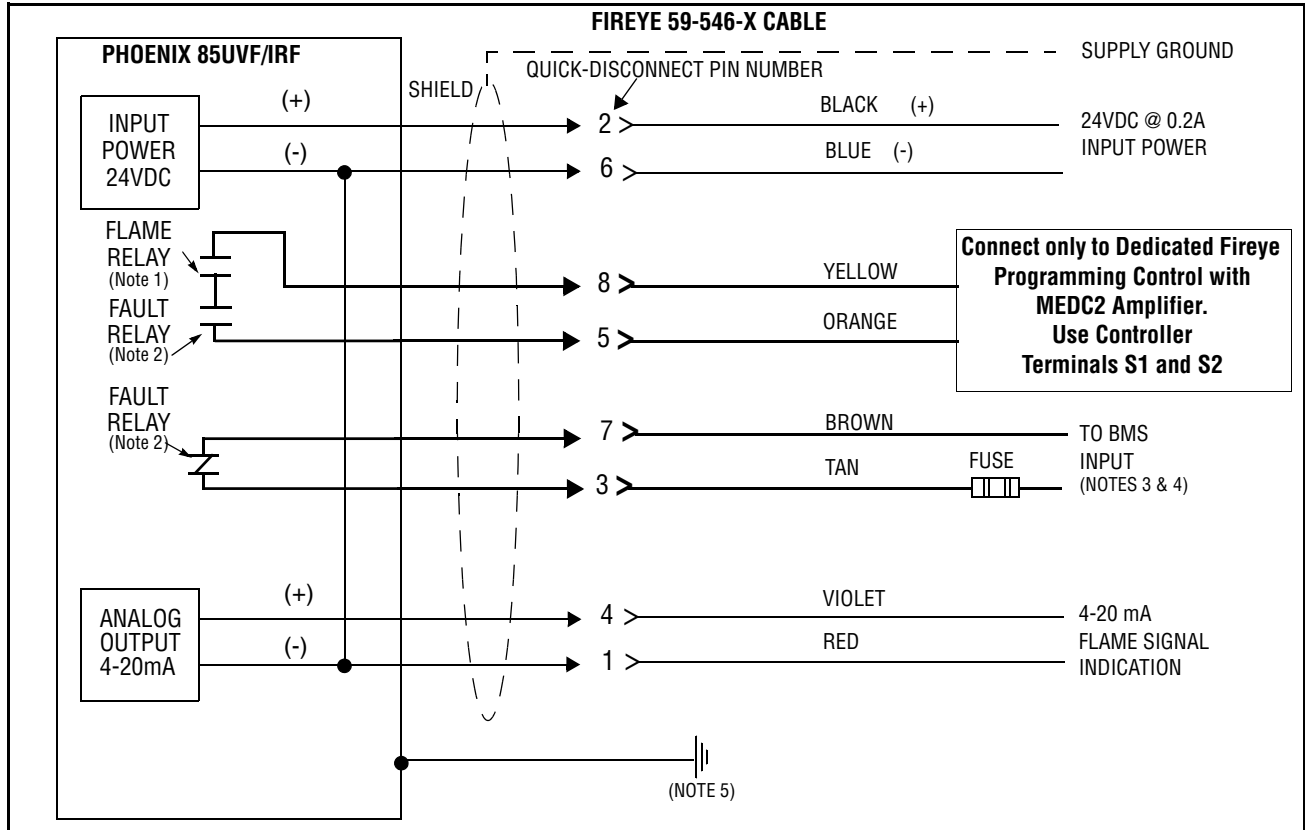 FIREYE 59-546-X CABLE
PHOENIX 85UVF/IRF
SUPPLY GROUND
QUICK-DISCONNECT PIN NUMBER
SHIELD
INPUT
POWER
24VDC
(+)
(-)
2
6
BLACK (+)
BLUE (-)
24VDC @ 0.2A
INPUT POWER
FLAME
RELAY
(Note 1)
FAULT
RELAY
(Note 2)
8
5
YELLOW
ORANGE
Connect only to Dedicated Fireye
Programming Control with
MEDC2 Amplifier.
Use Controller
Terminals S1 and S2
FAULT
RELAY
(Note 2)
7
3
BROWN
TAN
FUSE
TO BMS
INPUT
(NOTES 3 & 4)
ANALOG
OUTPUT
4-20mA
(+)
(-)
4
1
VIOLET
RED
4-20 mA
FLAME SIGNAL
INDICATION
(NOTE 5)